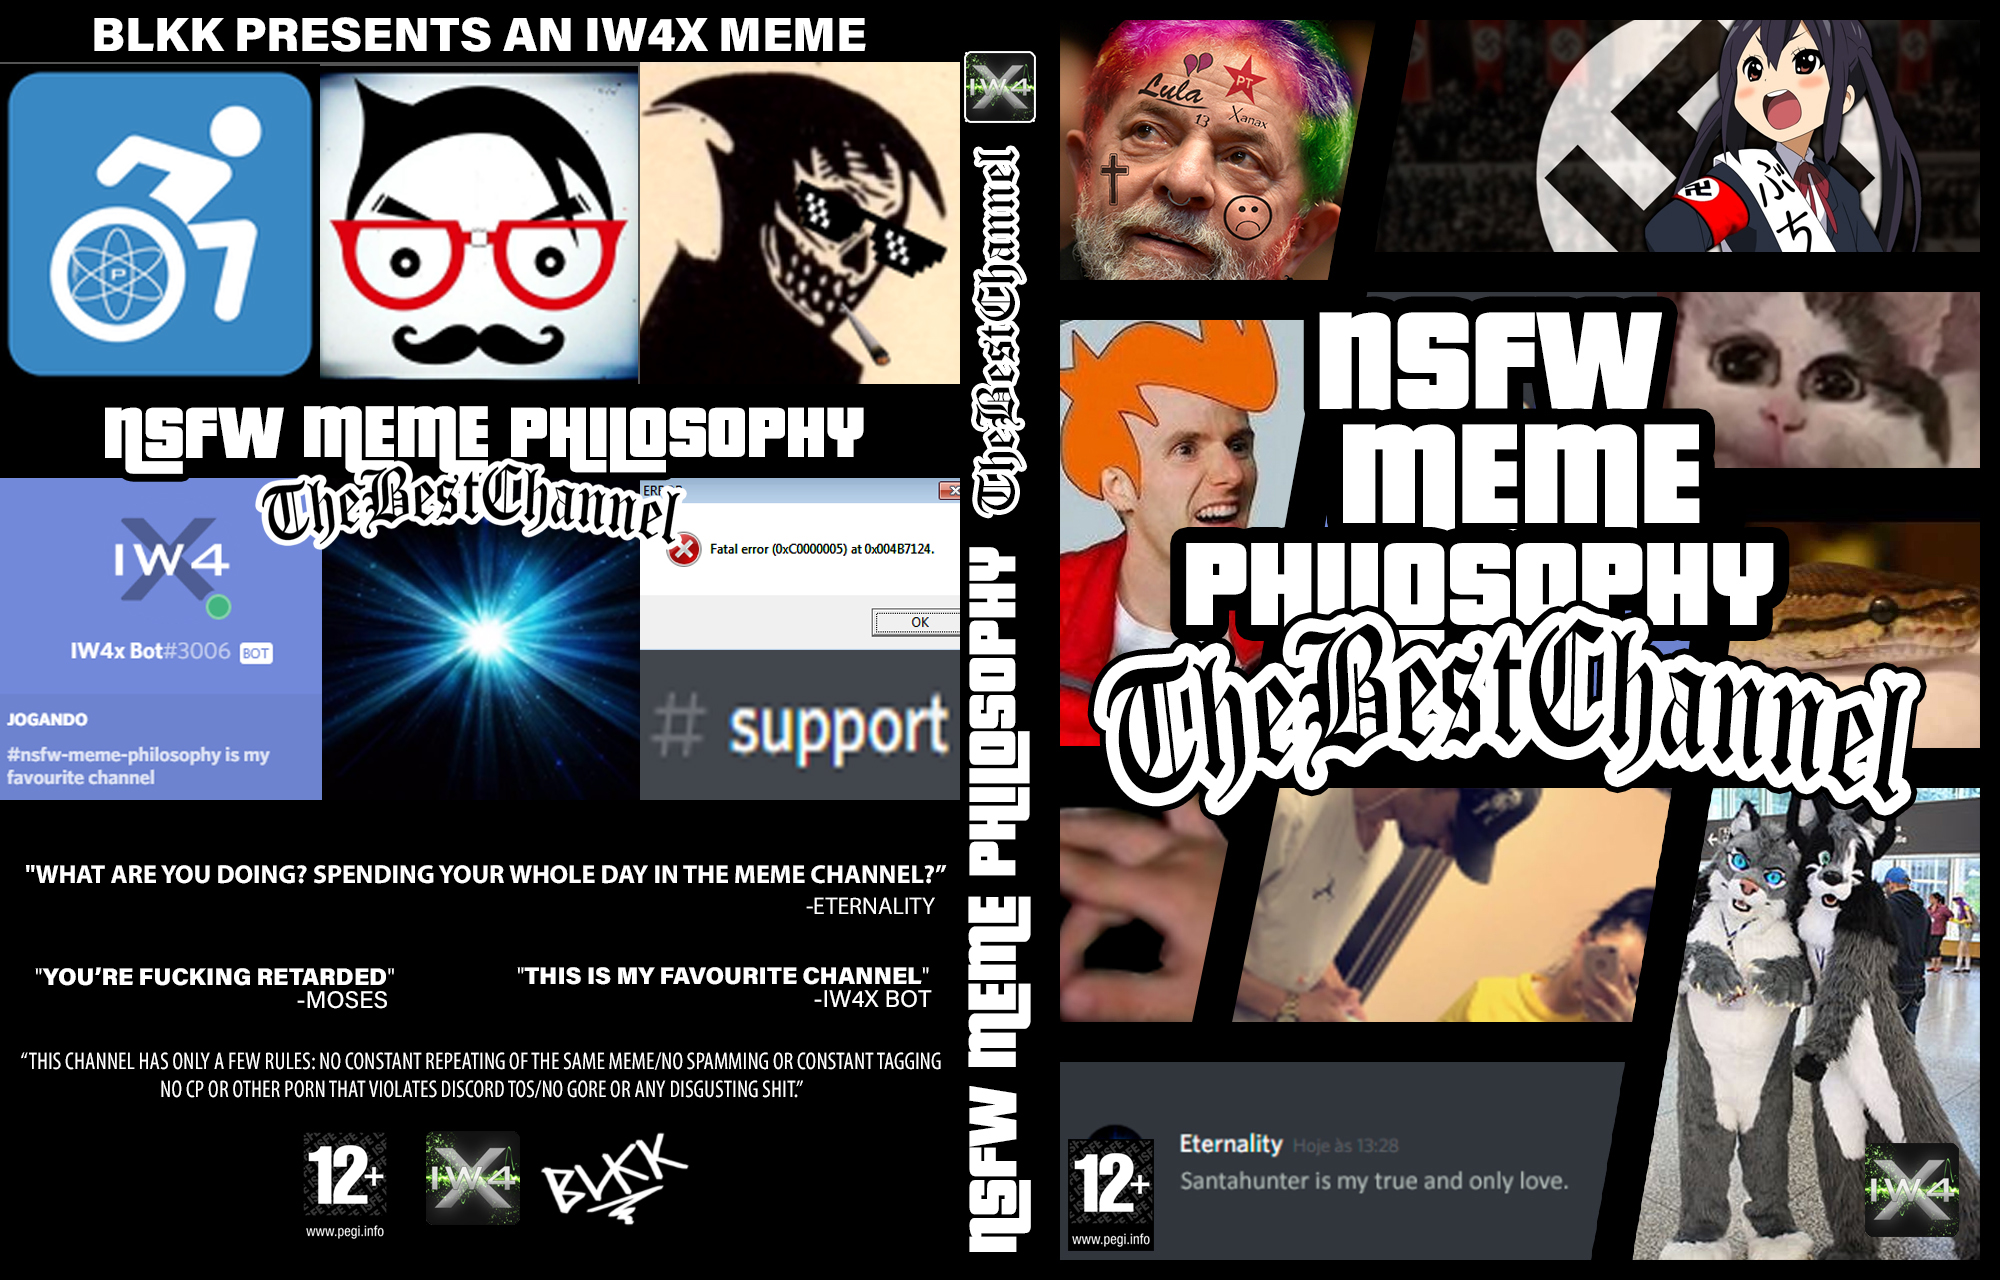 BLKK PRESENTS AN IW4X MEME
P
NSFW MEME PHILOSOPHY
TheBestChannel
IW4
X
IW4x Bot#3006 BOT
JOGANDO
#nsfw-meme-philosophy is my
favourite channel
Fatal error (0xC0000005) at 0x004B7124.
OK
# support
"WHAT ARE YOU DOING? SPENDING YOUR WHOLE DAY IN THE MEME CHANNEL?”
-ETERNALITY
"YOU’RE FUCKING RETARDED"
-MOSES
"THIS IS MY FAVOURITE CHANNEL"
-IW4X BOT
“THIS CHANNEL HAS ONLY A FEW RULES: NO CONSTANT REPEATING OF THE SAME MEME/NO SPAMMING OR CONSTANT TAGGING
NO CP OR OTHER PORN THAT VIOLATES DISCORD TOS/NO GORE OR ANY DISGUSTING SHIT.”
12+
www.pegi.info
IW4
X
BLKK
IW4
X
NSFW MEME PHILOSOPHY TheBestChannel
Lula
PT
13
Xanax
ぶち
NSFW
MEME
PHILOSOPHY
TheBestChannel
Eternality Hoje às 13:28
Santahunter is my true and only love.
12+
www.pegi.info
IW4
X